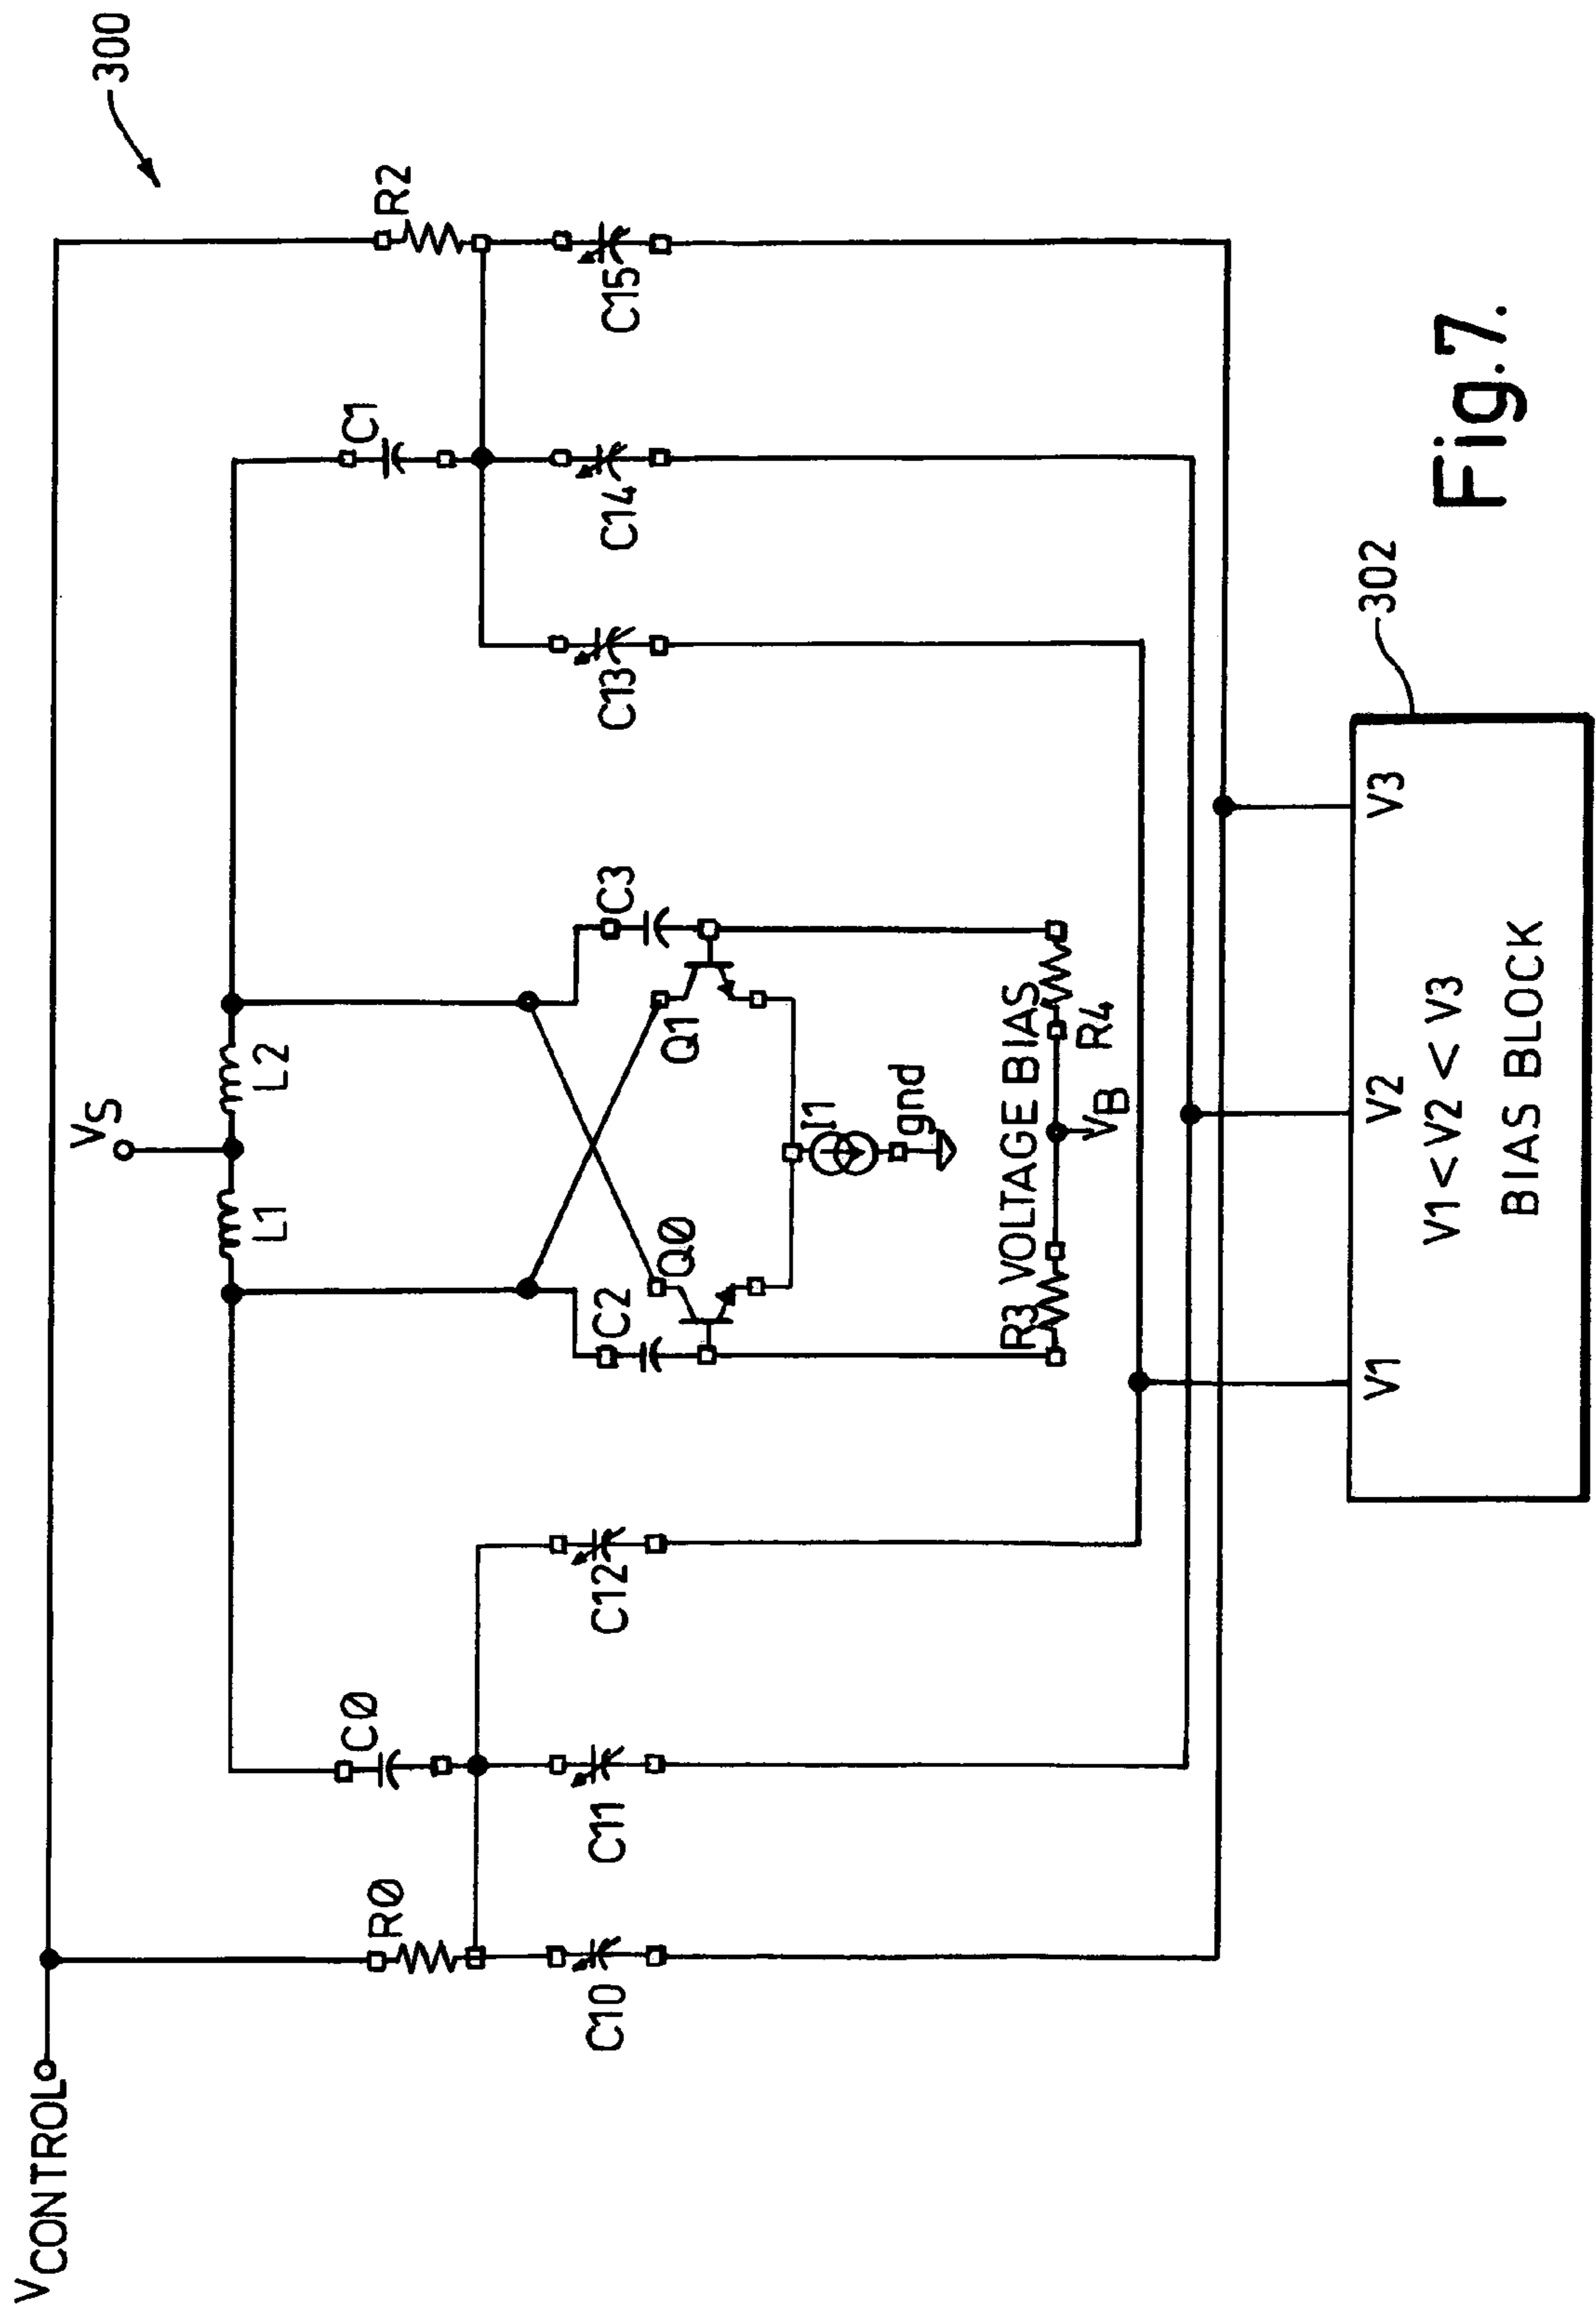 300
VCONTROL
VS
R0
C0
L1
L2
C1
R2
C10
C11
C12
C2
Q0
Q1
C3
C13
C14
C15
I1
gnd
R3 VOLTAGE BIAS
R4
VB
V1
V2
V3
V1<V2 < V3
BIAS BLOCK
302
Fig.7.